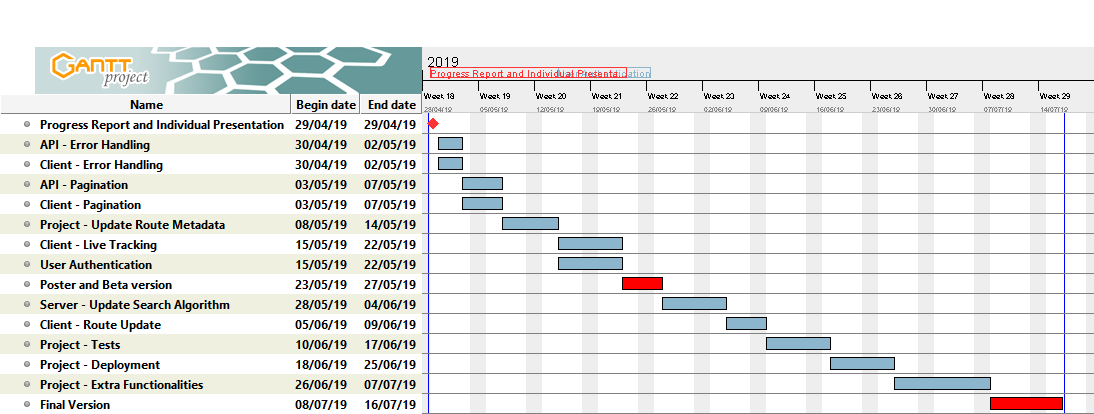 GANTT
project
2019
Progress Report and Individual Presenta...
Week 18 Week 19 Week 20 Week 21 Week 22 Week 23 Week 24 Week 25 Week 26 Week 27 Week 28 Week 29
28/04/19 05/05/19 12/05/19 19/05/19 26/05/19 02/06/19 09/06/19 16/06/19 23/06/19 30/06/19 07/07/19 14/07/19
Name Begin date End date
Progress Report and Individual Presentation 29/04/19 29/04/19
API - Error Handling 30/04/19 02/05/19
Client - Error Handling 30/04/19 02/05/19
API - Pagination 03/05/19 07/05/19
Client - Pagination 03/05/19 07/05/19
Project - Update Route Metadata 08/05/19 14/05/19
Client - Live Tracking 15/05/19 22/05/19
User Authentication 15/05/19 22/05/19
Poster and Beta version 23/05/19 27/05/19
Server - Update Search Algorithm 28/05/19 04/06/19
Client - Route Update 05/06/19 09/06/19
Project - Tests 10/06/19 17/06/19
Project - Deployment 18/06/19 25/06/19
Project - Extra Functionalities 26/06/19 07/07/19
Final Version 08/07/19 16/07/19